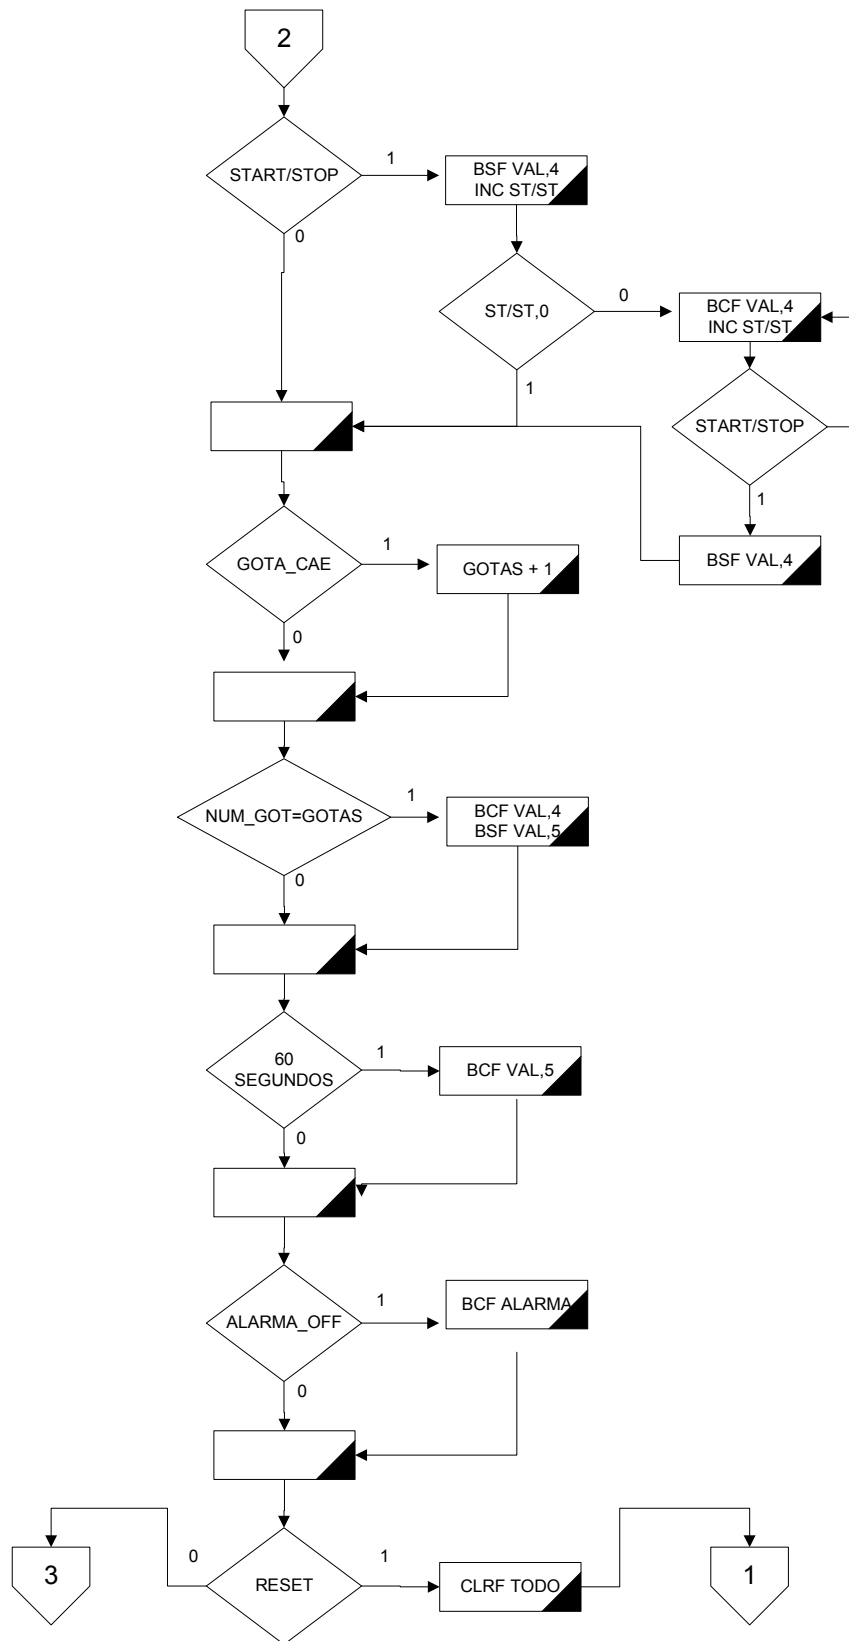 2
START/STOP
1
BSF VAL,4
INC ST/ST
0
ST/ST,0
0
BCF VAL,4
INC ST/ST
1
START/STOP
1
BSF VAL,4
GOTA_CAE
1
GOTAS + 1
0
NUM_GOT=GOTAS
1
BCF VAL,4
BSF VAL,5
0
60
SEGUNDOS
1
BCF VAL,5
0
ALARMA_OFF
1
BCF ALARMA
0
3
0
RESET
1
CLRF TODO
1